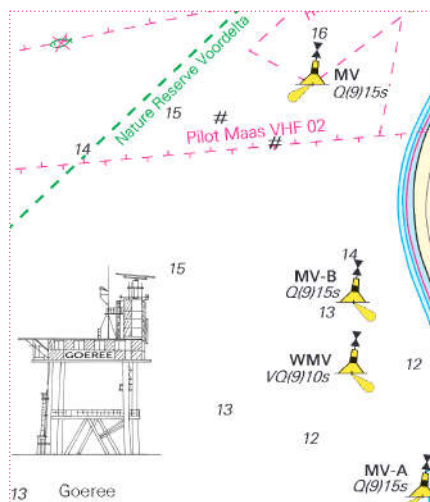 16
MV
Q(9)15s
Nature Reserve Voordelta
15
#
Pilot Maas VHF 02
#
14
15
14
MV-B
Q(9)15s
13
GOEREE
WMV
VQ(9)10s
12
13
12
MV-A
Q(9)15s
13
Goeree